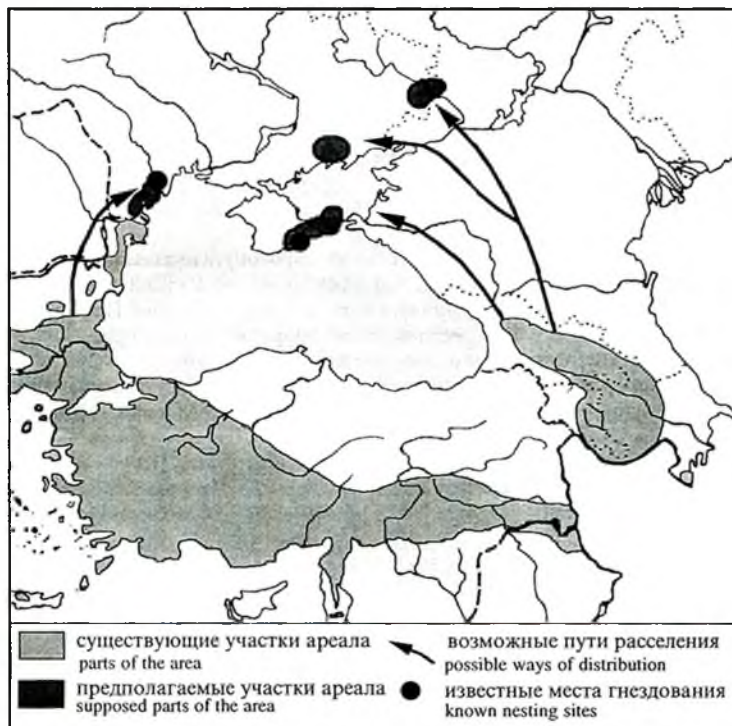 существующие участки ареала
parts of the area
возможные пути расселения
possible ways of distribution
предполагаемые участки ареала
supposed parts of the area
известные места гнездования
known nesting sites